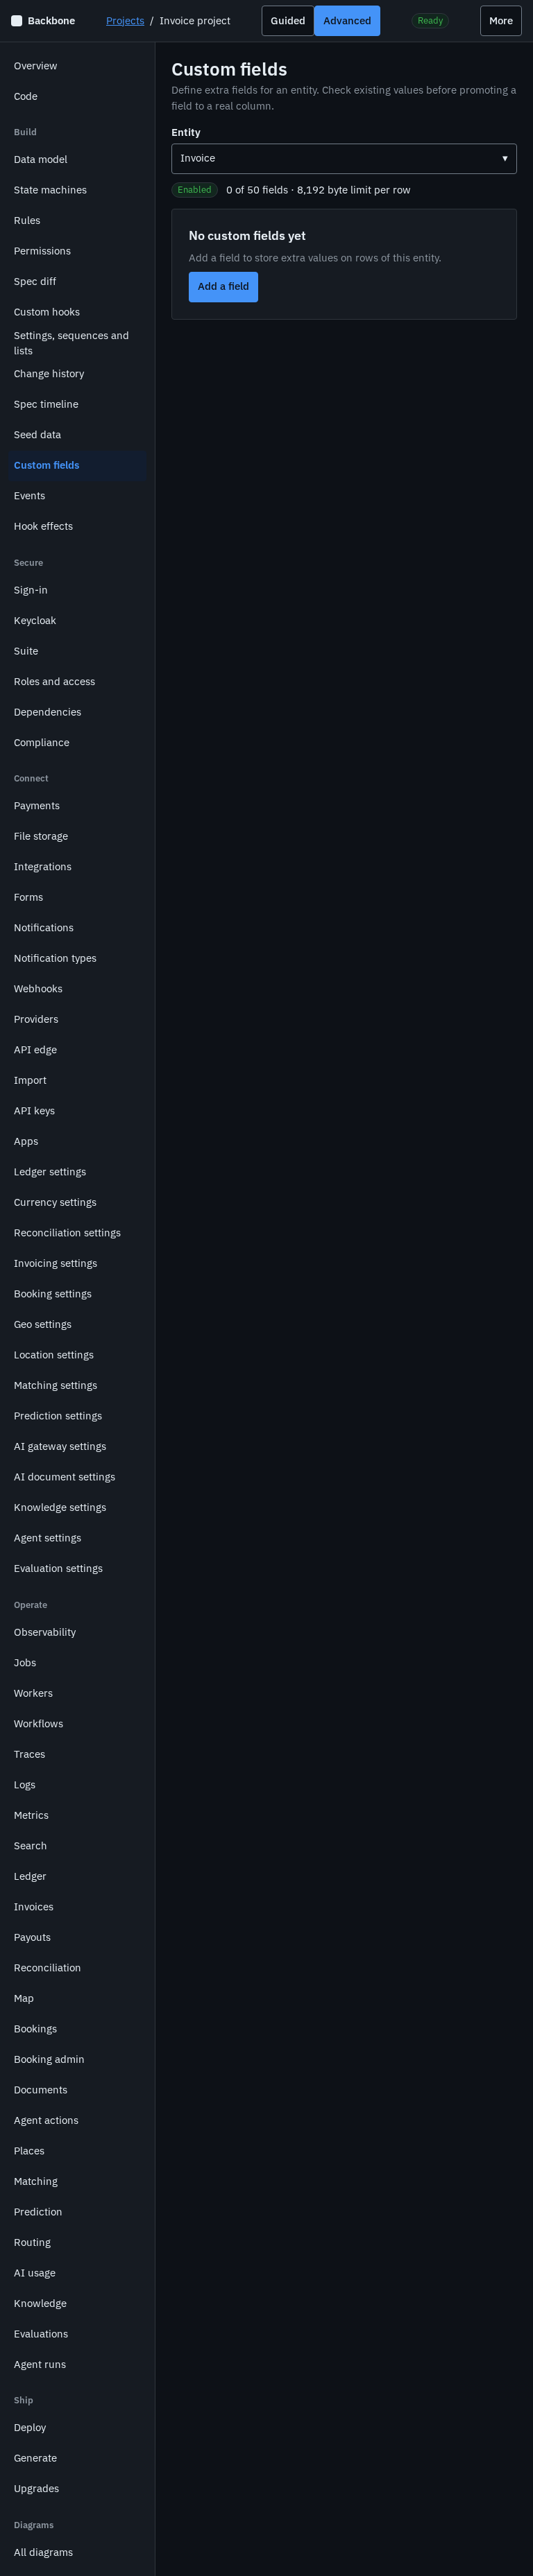 Backbone
Projects / Invoice project
Guided
Advanced
Ready
More
Overview
Code
Build
Data model
State machines
Rules
Permissions
Spec diff
Custom hooks
Settings, sequences and
lists
Change history
Spec timeline
Seed data
Custom fields
Events
Hook effects
Secure
Sign-in
Keycloak
Suite
Roles and access
Dependencies
Compliance
Connect
Payments
File storage
Integrations
Forms
Notifications
Notification types
Webhooks
Providers
API edge
Import
API keys
Apps
Ledger settings
Currency settings
Reconciliation settings
Invoicing settings
Booking settings
Geo settings
Location settings
Matching settings
Prediction settings
AI gateway settings
AI document settings
Knowledge settings
Agent settings
Evaluation settings
Operate
Observability
Jobs
Workers
Workflows
Traces
Logs
Metrics
Search
Ledger
Invoices
Payouts
Reconciliation
Map
Bookings
Booking admin
Documents
Agent actions
Places
Matching
Prediction
Routing
AI usage
Knowledge
Evaluations
Agent runs
Ship
Deploy
Generate
Upgrades
Diagrams
All diagrams
Custom fields
Define extra fields for an entity. Check existing values before promoting a
field to a real column.
Entity
Invoice ▾
Enabled 0 of 50 fields · 8,192 byte limit per row
No custom fields yet
Add a field to store extra values on rows of this entity.
Add a field